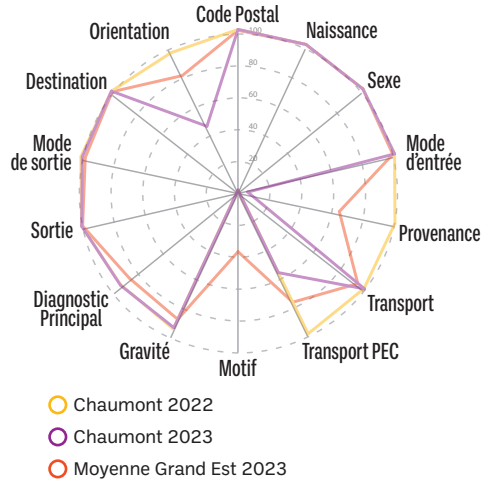 Code Postal
Naissance
Sexe
Mode
d'entrée
Provenance
Transport
Transport PEC
Motif
Gravité
Diagnostic
Principal
Sortie
Mode
de sortie
Destination
Orientation
100
80
60
40
20
Chaumont 2022
Chaumont 2023
Moyenne Grand Est 2023